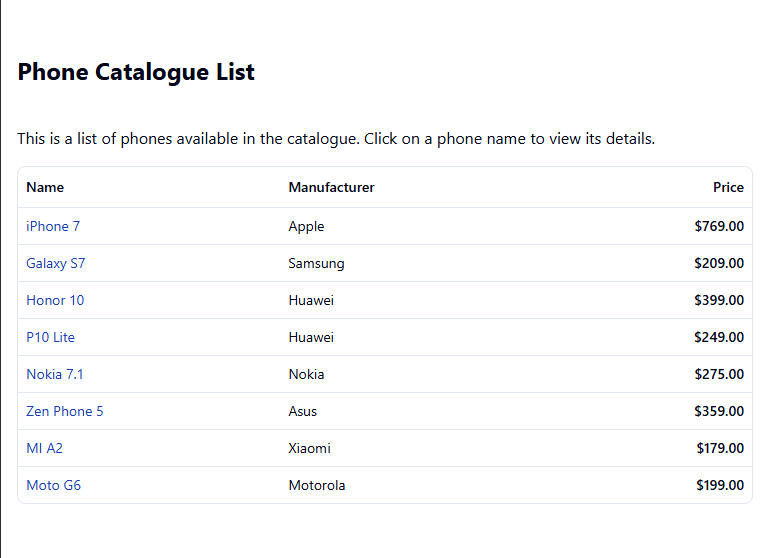 Phone Catalogue List
This is a list of phones available in the catalogue. Click on a phone name to view its details.
Name Manufacturer Price
iPhone 7 Apple $769.00
Galaxy S7 Samsung $209.00
Honor 10 Huawei $399.00
P10 Lite Huawei $249.00
Nokia 7.1 Nokia $275.00
Zen Phone 5 Asus $359.00
MI A2 Xiaomi $179.00
Moto G6 Motorola $199.00